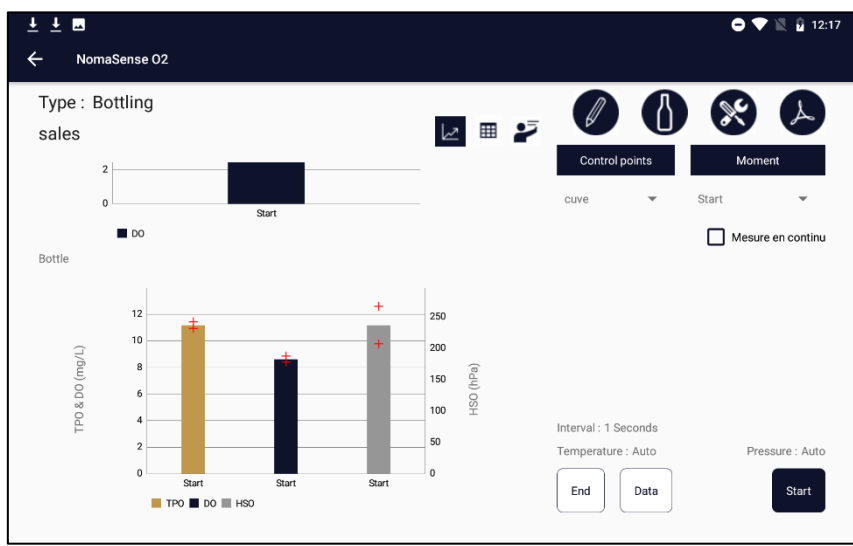 12:17
NomaSense O2
Type : Bottling
sales
Control points
Moment
cuve
Start
Mesure en continu
2
0
Start
DO
Bottle
12
10
8
6
4
2
0
TPO & DO (mg/L)
250
200
150
100
50
0
HSO (hPa)
Start
Start
Start
TPO DO HSO
Interval : 1 Seconds
Temperature : Auto
Pressure : Auto
End
Data
Start